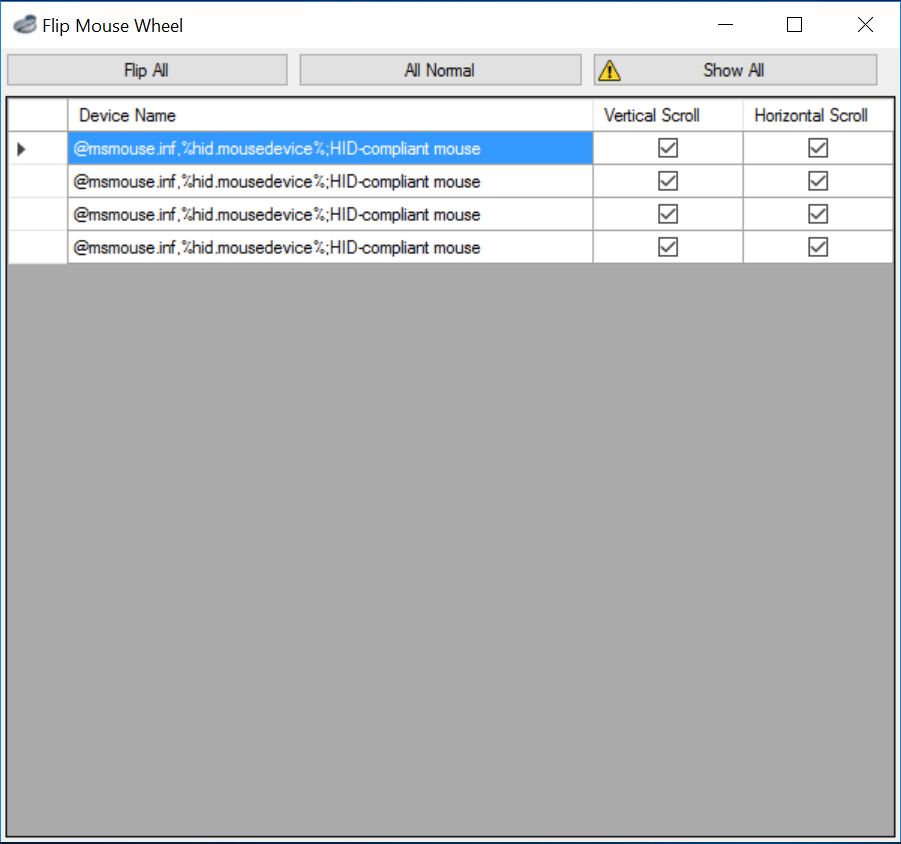 Flip Mouse Wheel
Flip All All Normal Show All
Device Name Vertical Scroll Horizontal Scroll
@msmouse.inf,%hid.mousedevice%;HID-compliant mouse
@msmouse.inf,%hid.mousedevice%;HID-compliant mouse
@msmouse.inf,%hid.mousedevice%;HID-compliant mouse
@msmouse.inf,%hid.mousedevice%;HID-compliant mouse